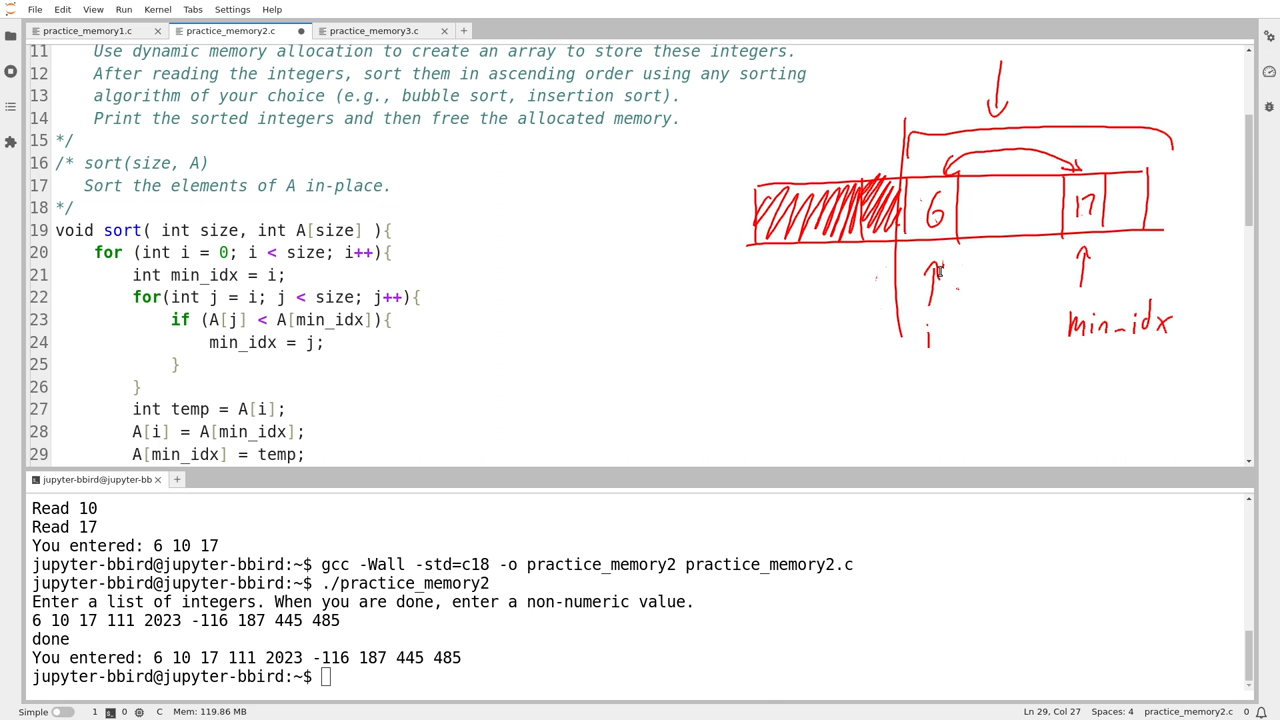 File Edit View Run Kernel Tabs Settings Help
practice_memory1.c practice_memory2.c practice_memory3.c
11 Use dynamic memory allocation to create an array to store these integers.
12 After reading the integers, sort them in ascending order using any sorting
13 algorithm of your choice (e.g., bubble sort, insertion sort).
14 Print the sorted integers and then free the allocated memory.
15 */
16 /* sort(size, A)
17 Sort the elements of A in-place.
18 */
19 void sort( int size, int A[size] ){
20 for (int i = 0; i < size; i++){
21 int min_idx = i;
22 for(int j = i; j < size; j++){
23 if (A[j] < A[min_idx]){
24 min_idx = j;
25 }
26 }
27 int temp = A[i];
28 A[i] = A[min_idx];
29 A[min_idx] = temp;
6 17
i min_idx
jupyter-bbird@jupyter-bb
Read 10
Read 17
You entered: 6 10 17
jupyter-bbird@jupyter-bbird:~$ gcc -Wall -std=c18 -o practice_memory2 practice_memory2.c
jupyter-bbird@jupyter-bbird:~$ ./practice_memory2
Enter a list of integers. When you are done, enter a non-numeric value.
6 10 17 111 2023 -116 187 445 485
done
You entered: 6 10 17 111 2023 -116 187 445 485
jupyter-bbird@jupyter-bbird:~$
Simple 1 0 C Mem: 119.86 MB Ln 29, Col 27 Spaces: 4 practice_memory2.c 0